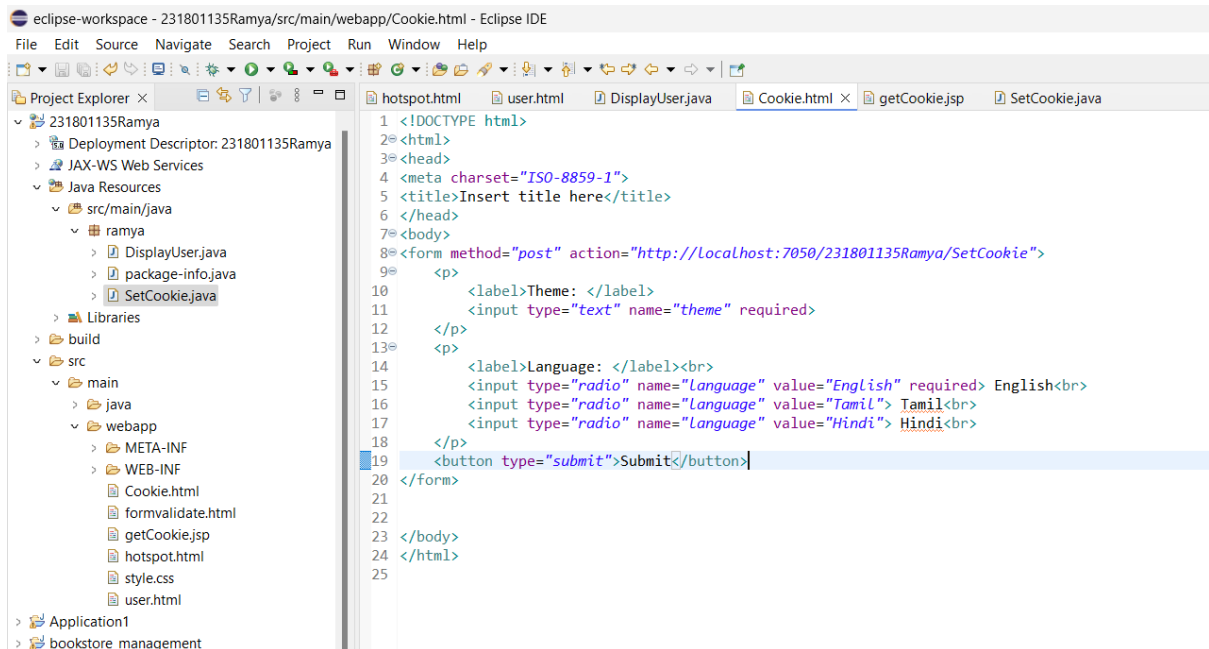 eclipse-workspace - 231801135Ramya/src/main/webapp/Cookie.html - Eclipse IDE
File Edit Source Navigate Search Project Run Window Help
Project Explorer
231801135Ramya
Deployment Descriptor: 231801135Ramya
JAX-WS Web Services
Java Resources
src/main/java
ramya
DisplayUser.java
package-info.java
SetCookie.java
Libraries
build
src
main
java
webapp
META-INF
WEB-INF
Cookie.html
formvalidate.html
getCookie.jsp
hotspot.html
style.css
user.html
Application1
bookstore_management
hotspot.html user.html DisplayUser.java Cookie.html getCookie.jsp SetCookie.java
1 <!DOCTYPE html>
2 <html>
3 <head>
4 <meta charset="ISO-8859-1">
5 <title>Insert title here</title>
6 </head>
7 <body>
8 <form method="post" action="http://localhost:7050/231801135Ramya/SetCookie">
9 <p>
10 <label>Theme: </label>
11 <input type="text" name="theme" required>
12 </p>
13 <p>
14 <label>Language: </label><br>
15 <input type="radio" name="language" value="English" required> English<br>
16 <input type="radio" name="language" value="Tamil"> Tamil<br>
17 <input type="radio" name="language" value="Hindi"> Hindi<br>
18 </p>
19 <button type="submit">Submit</button>
20 </form>
21
22
23 </body>
24 </html>
25